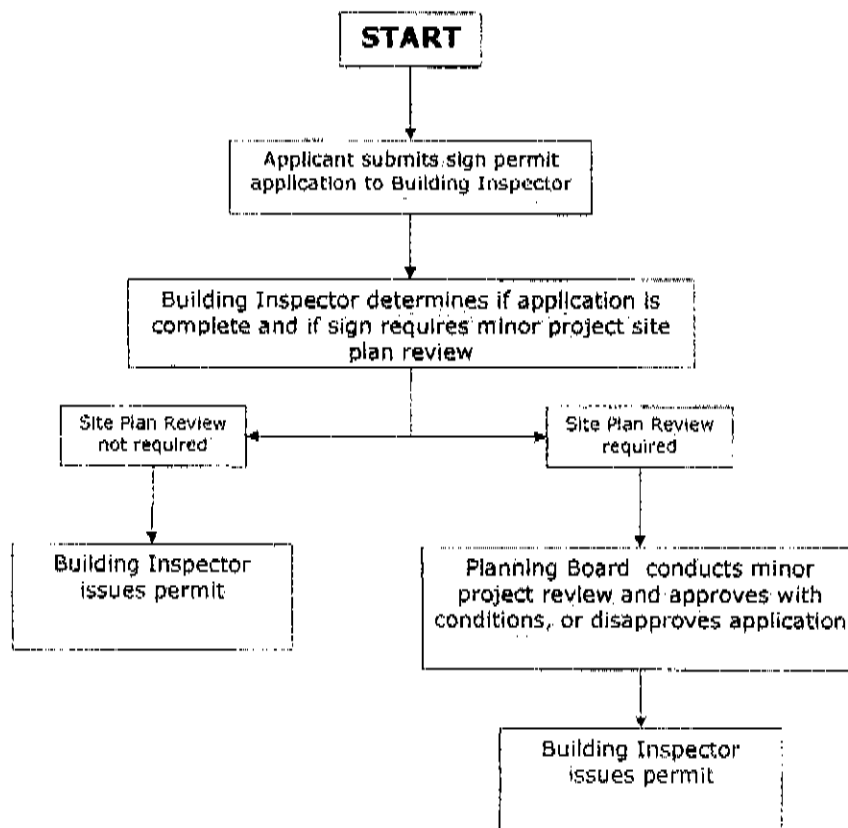 START
Applicant submits sign permit
application to Building Inspector
Building Inspector determines if application is
complete and if sign requires minor project site
plan review
Site Plan Review
not required
Site Plan Review
required
Building Inspector
issues permit
Planning Board conducts minor
project review and approves with
conditions, or disapproves application
Building Inspector
issues permit